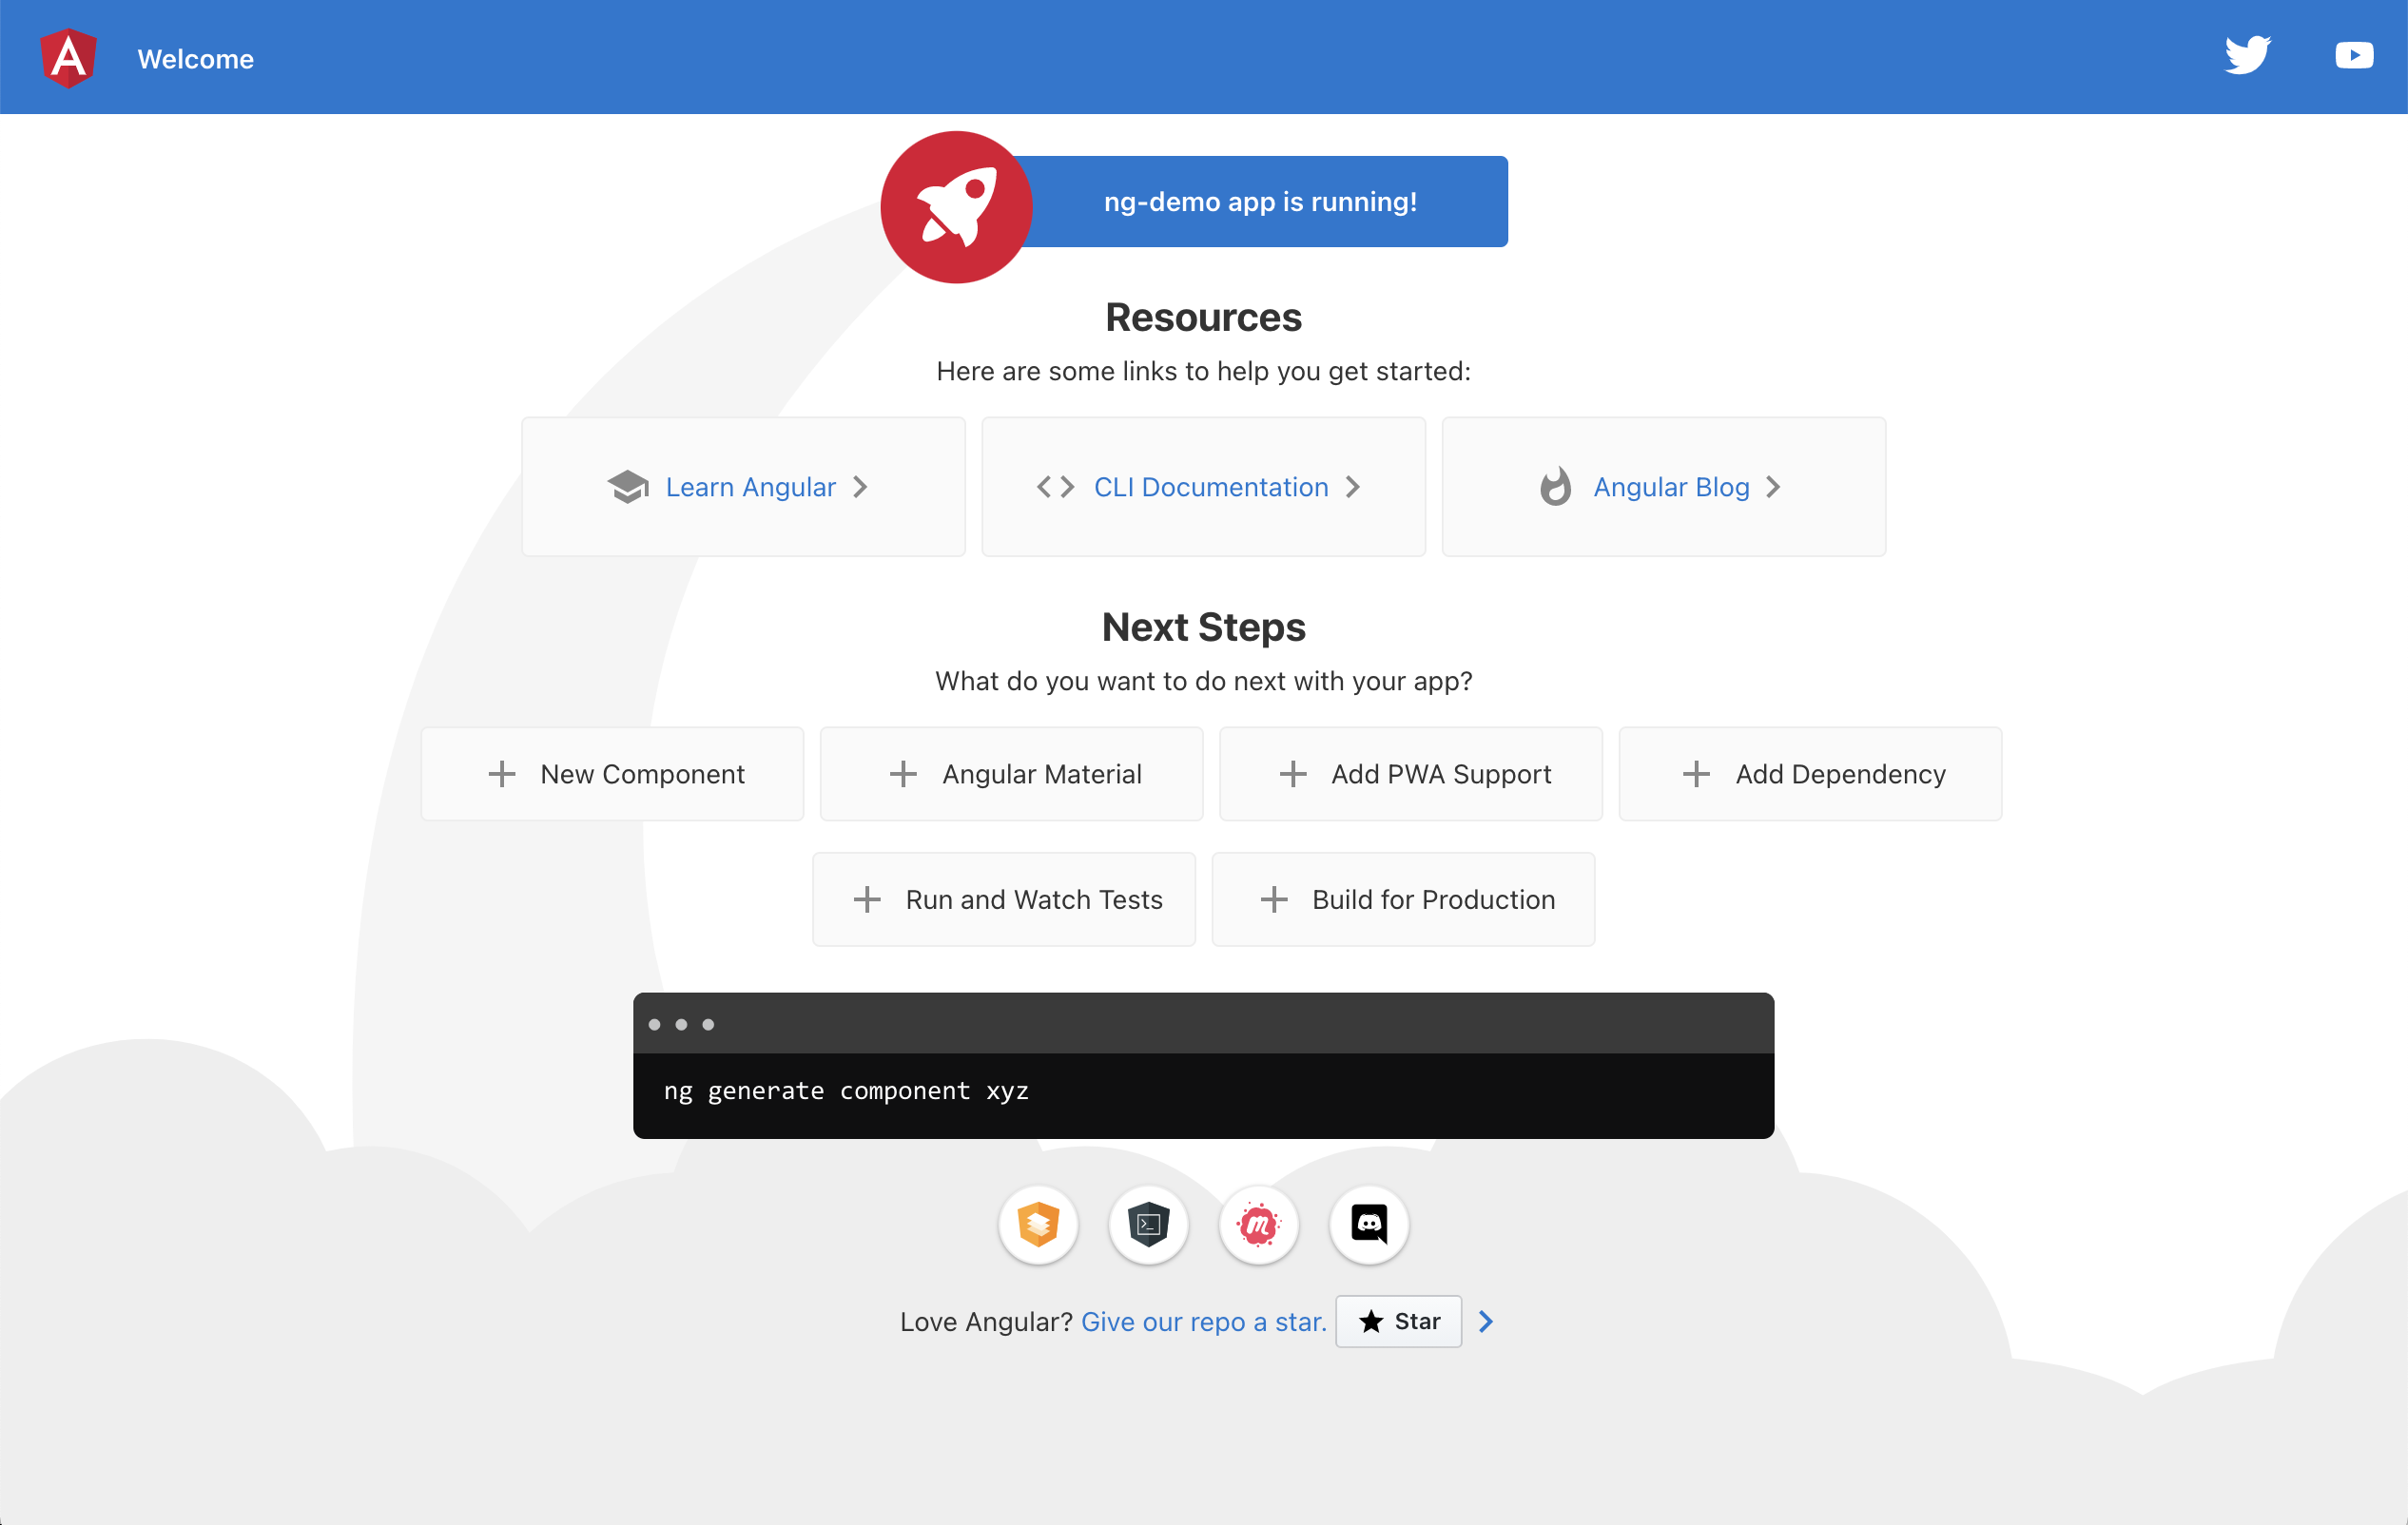 Welcome
ng-demo app is running!
Resources
Here are some links to help you get started:
Learn Angular
CLI Documentation
Angular Blog
Next Steps
What do you want to do next with your app?
New Component
Angular Material
Add PWA Support
Add Dependency
Run and Watch Tests
Build for Production
ng generate component xyz
Love Angular? Give our repo a star. Star